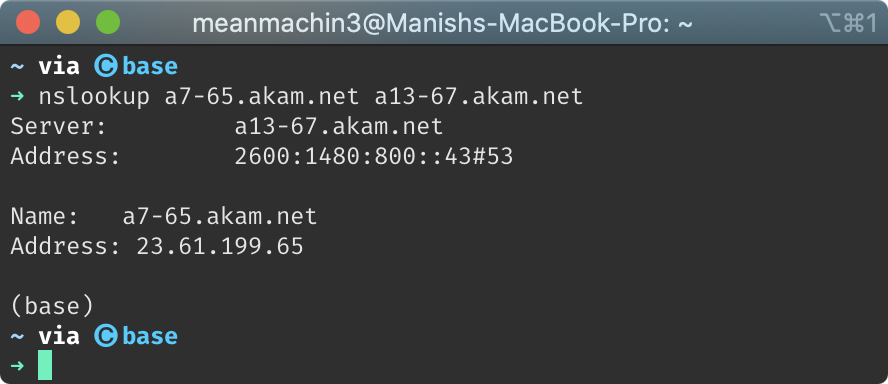 meanmachin3@Manishs-MacBook-Pro: ~ ⌥⌘1
~ via 🅒 base
➜ nslookup a7-65.akam.net a13-67.akam.net
Server: a13-67.akam.net
Address: 2600:1480:800::43#53
Name: a7-65.akam.net
Address: 23.61.199.65
(base)
~ via 🅒 base
➜